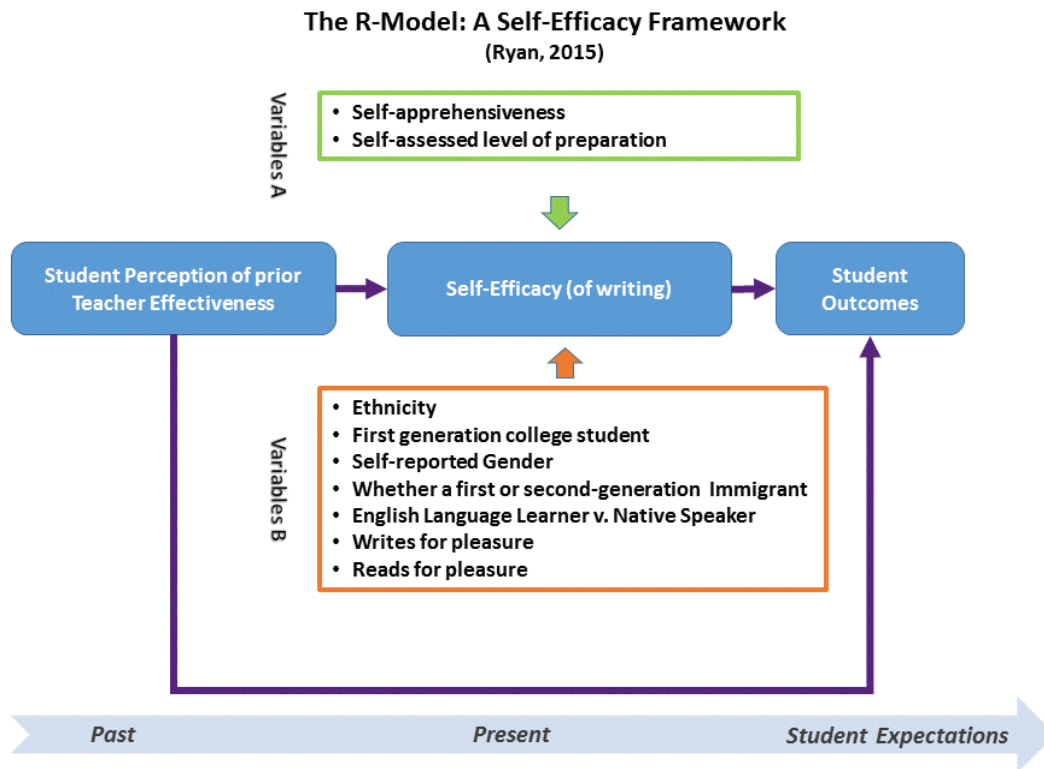 The R-Model: A Self-Efficacy Framework
(Ryan, 2015)
Variables A
• Self-apprehensiveness
• Self-assessed level of preparation
Student Perception of prior
Teacher Effectiveness
Self-Efficacy (of writing)
Student
Outcomes
Variables B
• Ethnicity
• First generation college student
• Self-reported Gender
• Whether a first or second-generation Immigrant
• English Language Learner v. Native Speaker
• Writes for pleasure
• Reads for pleasure
Past
Present
Student Expectations